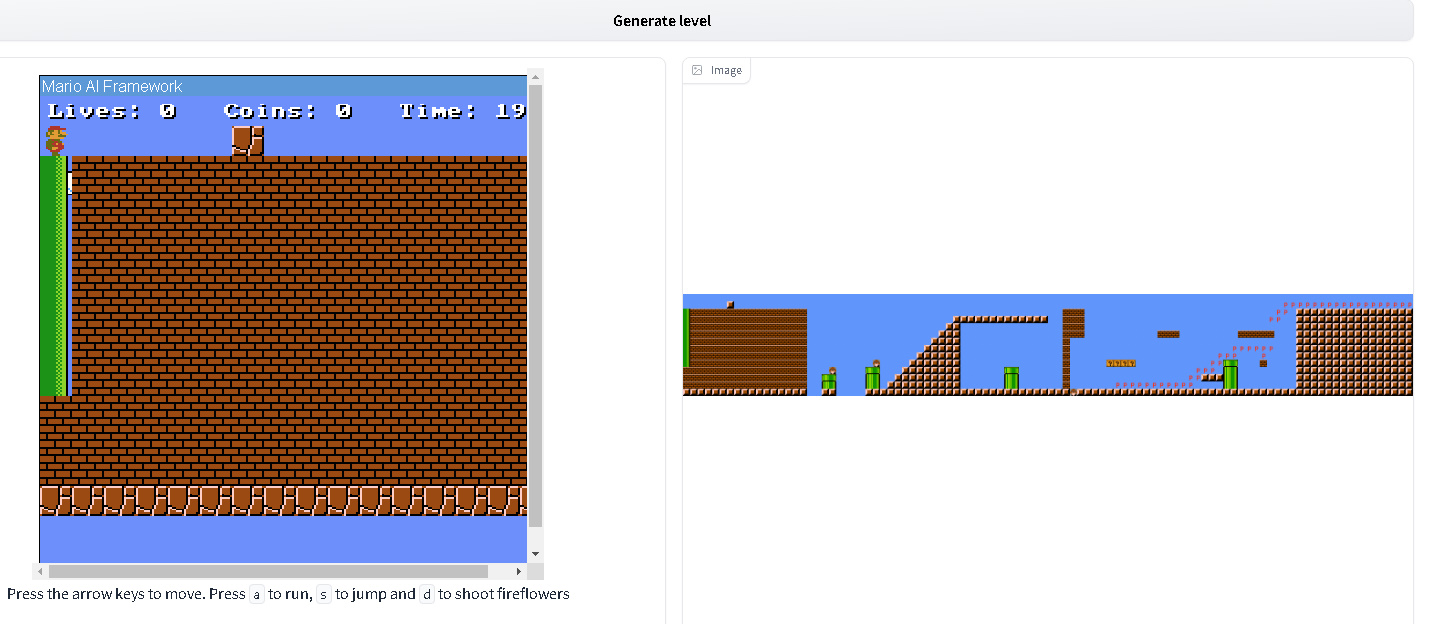 Generate level
Mario AI Framework
Lives: 0 Coins: 0 Time: 19
Image
Press the arrow keys to move. Press a to run, s to jump and d to shoot fireflowers